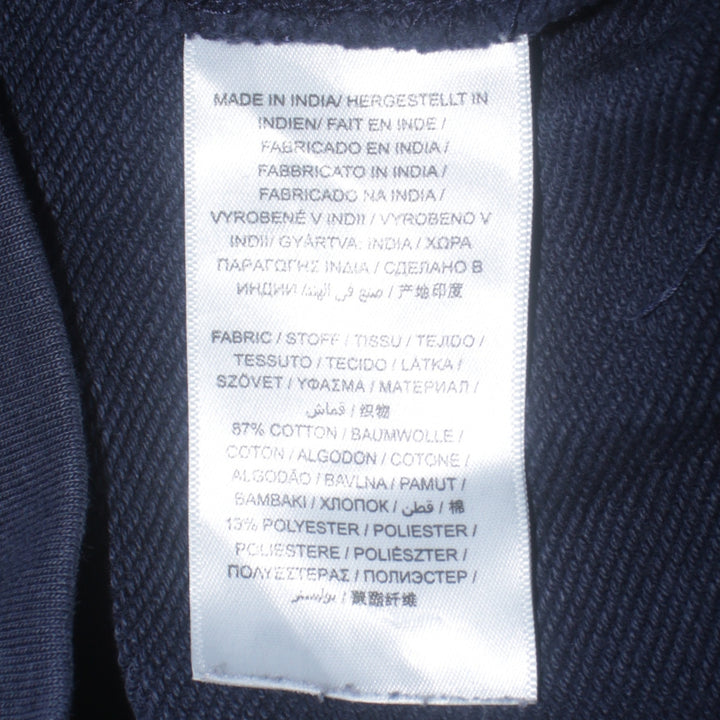 MADE IN INDIA/ HERGESTELLT IN
INDIEN/ FAIT EN INDE /
FABRICADO EN INDIA /
FABBRICATO IN INDIA /
FABRICADO NA INDIA /
VYROBENÉ V INDII / VYROBENO V
INDII/ GYÁRTVA: INDIA / ΧΩΡΑ
ΠΑΡΑΓΩΓΗΣ ΙΝΔΙΑ / СДЕЛАНО В
ИНДИИ / صنع في الهند/ 产地印度
FABRIC / STOFF / TISSU / TEJIDO /
TESSUTO / TECIDO / LÁTKA /
SZÖVET / ΥΦΑΣΜΑ / МАТЕРИАЛ /
قماش / 织物
87% COTTON / BAUMWOLLE /
COTON / ALGODON / COTONE /
ALGODÃO / BAVLNA / PAMUT /
BAMBAKI / ХЛОПОК / قطن / 棉
13% POLYESTER / POLIESTER /
POLIESTERE / POLIÉSZTER /
ΠΟΛΥΕΣΤΕΡΑΣ / ПОЛИЭСТЕР /
بوليستر / 聚酯纤维